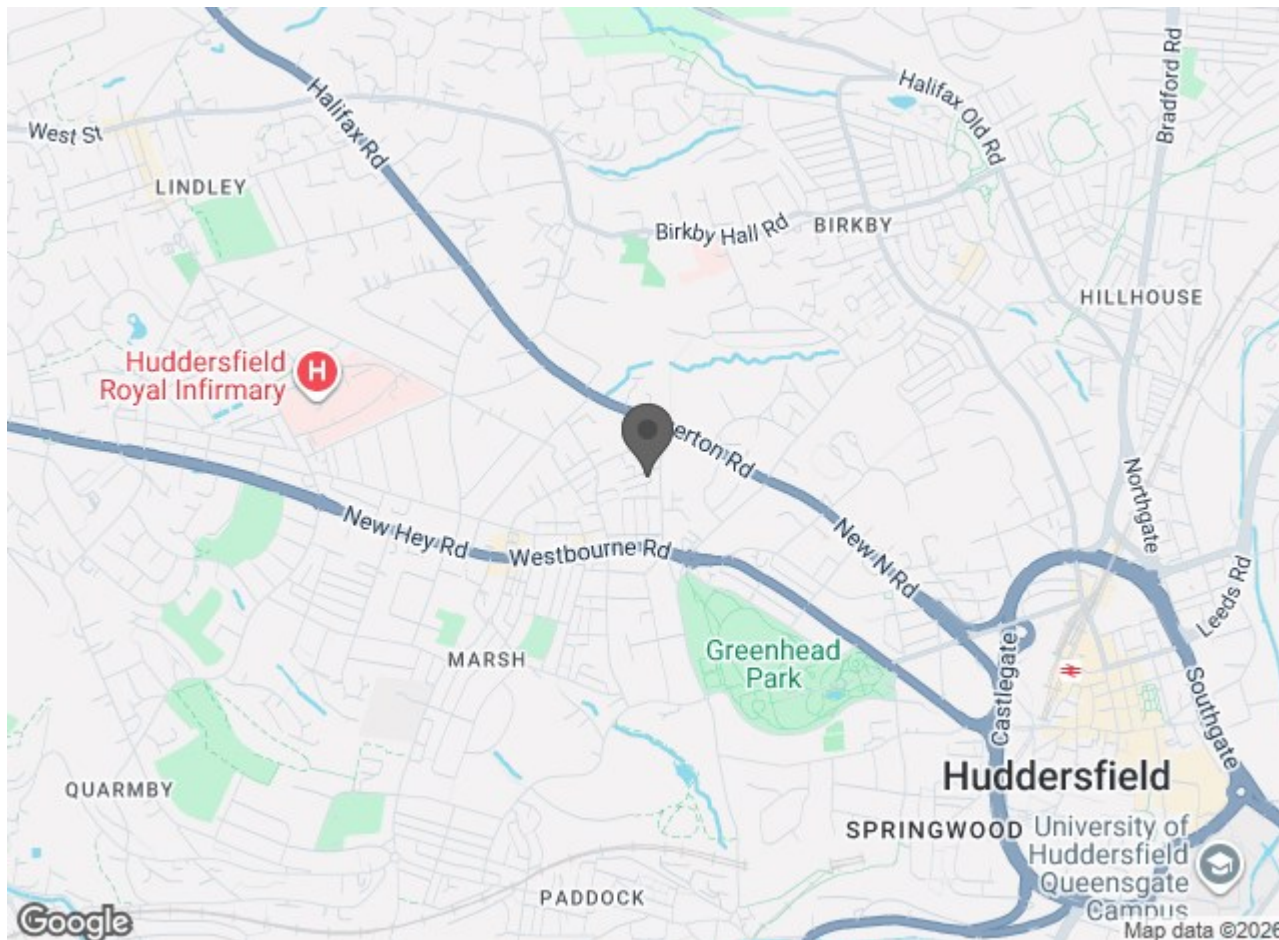 Halifax Rd
Halifax Old Rd
Bradford Rd
West St
LINDLEY
Birkby Hall Rd
BIRKBY
HILLHOUSE
Huddersfield
Royal Infirmary
H
erton Rd
New Hey Rd
Westbourne Rd
New N Rd
Northgate
Leeds Rd
MARSH
Greenhead
Park
Castlegate
Southgate
QUARMBY
Huddersfield
SPRINGWOOD
University of
Huddersfield
Queensgate
Campus
PADDOCK
Google
Map data ©2026